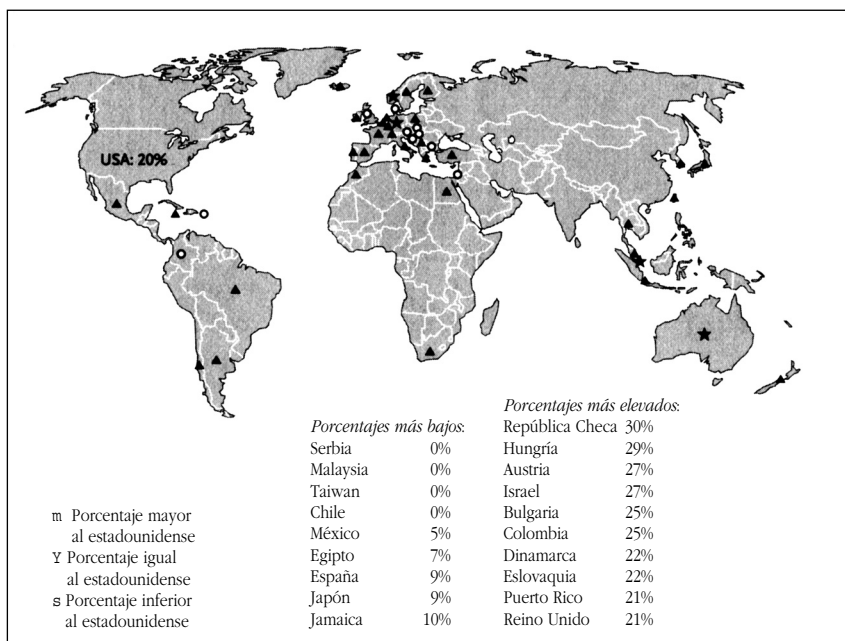 USA: 20%
Porcentajes más bajos:
Serbia 0%
Malaysia 0%
Taiwan 0%
Chile 0%
México 5%
Egipto 7%
España 9%
Japón 9%
Jamaica 10%
Porcentajes más elevados:
República Checa 30%
Hungría 29%
Austria 27%
Israel 27%
Bulgaria 25%
Colombia 25%
Dinamarca 22%
Eslovaquia 22%
Puerto Rico 21%
Reino Unido 21%
m Porcentaje mayor
al estadounidense
Y Porcentaje igual
al estadounidense
s Porcentaje inferior
al estadounidense